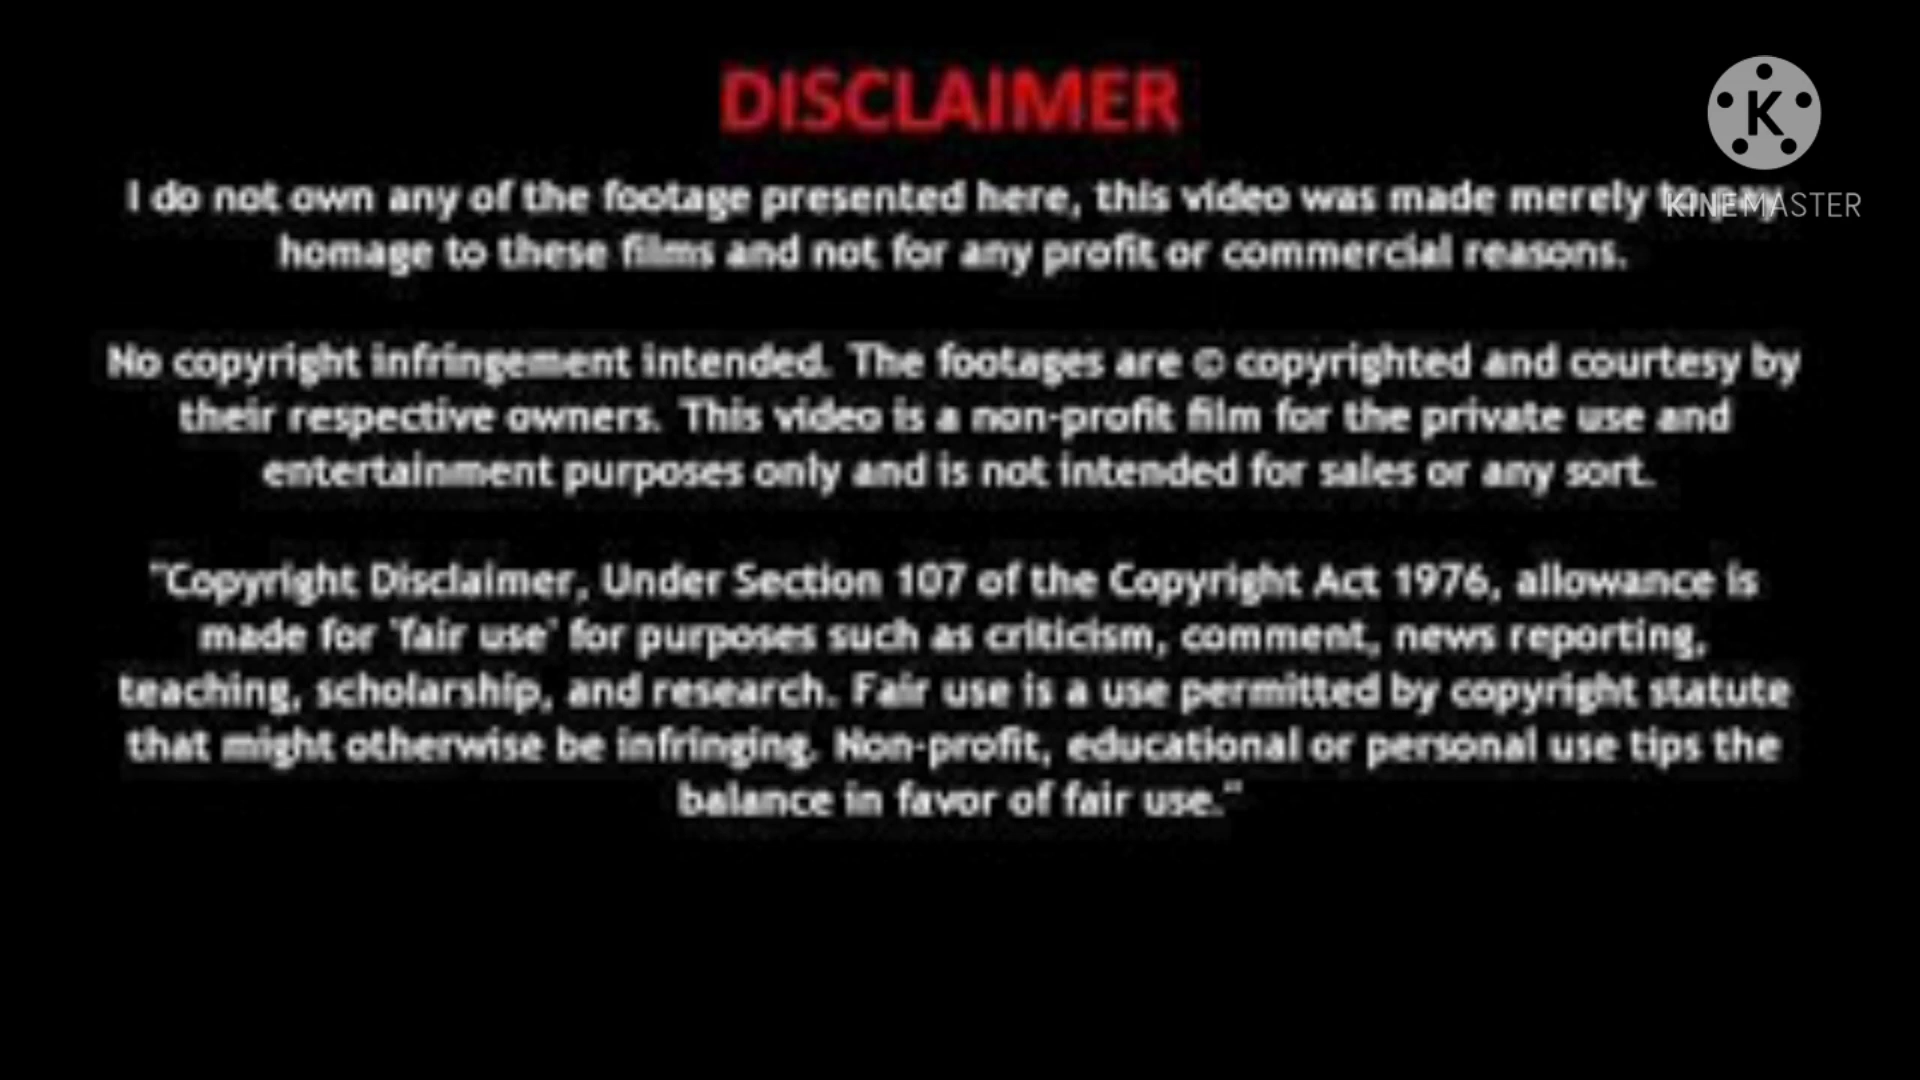 DISCLAIMER
I do not own any of the footage presented here, this video was made merely to pay
homage to these films and not for any profit or commercial reasons.
No copyright infringement intended. The footages are © copyrighted and courtesy by
their respective owners. This video is a non-profit film for the private use and
entertainment purposes only and is not intended for sales or any sort.
"Copyright Disclaimer, Under Section 107 of the Copyright Act 1976, allowance is
made for 'fair use' for purposes such as criticism, comment, news reporting,
teaching, scholarship, and research. Fair use is a use permitted by copyright statute
that might otherwise be infringing. Non-profit, educational or personal use tips the
balance in favor of fair use."
K
KINEMASTER